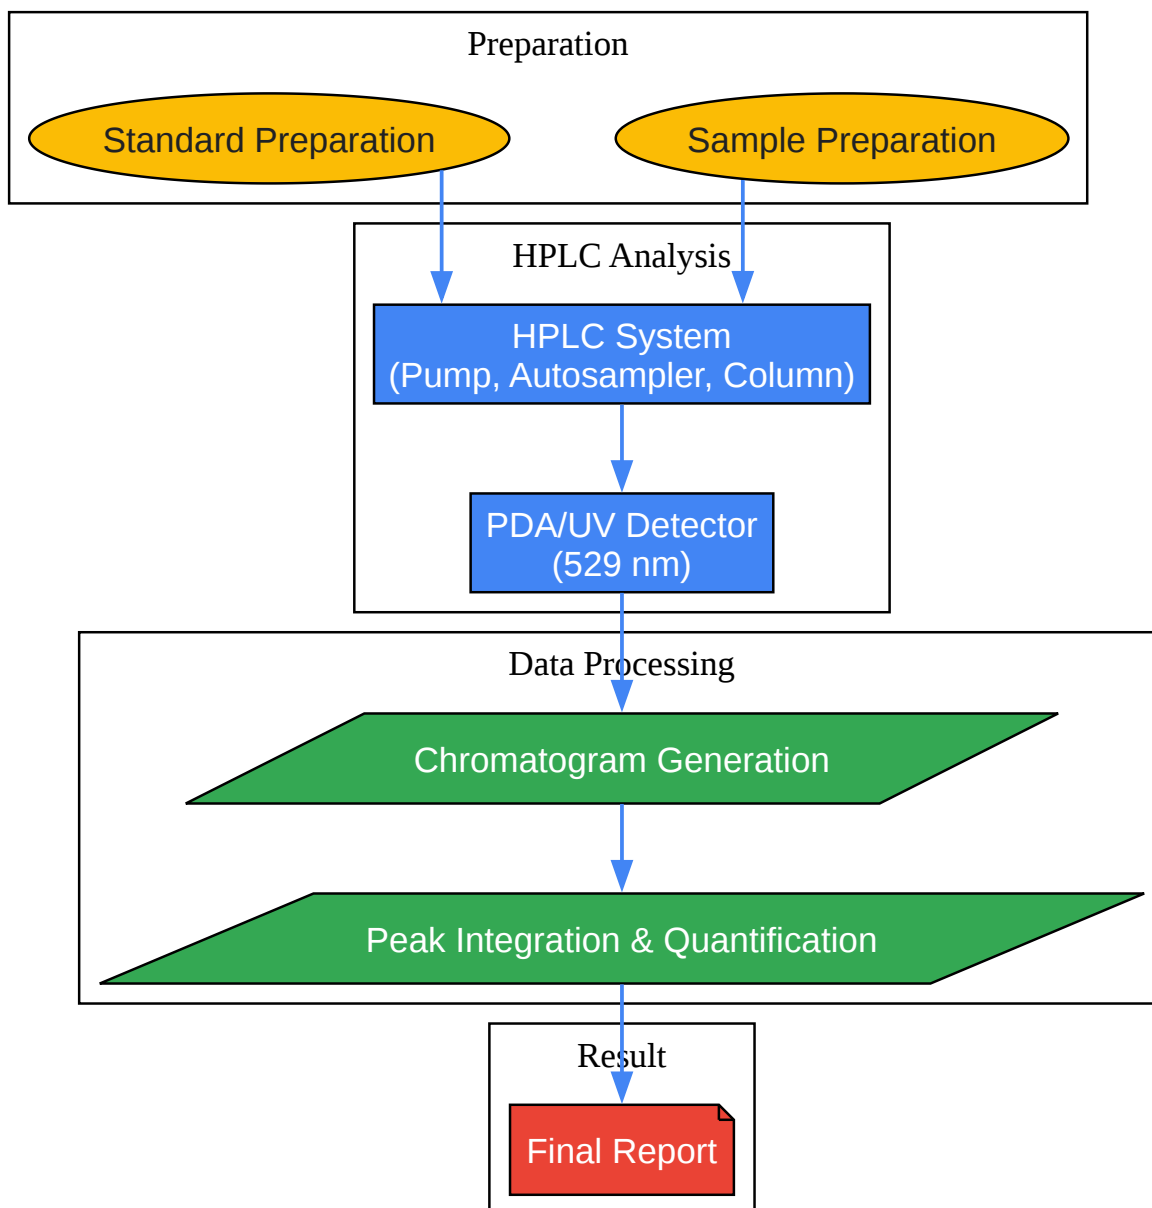 Preparation
Standard Preparation
Sample Preparation
HPLC Analysis
HPLC System
(Pump, Autosampler, Column)
PDA/UV Detector
(529 nm)
Data Processing
Chromatogram Generation
Peak Integration & Quantification
Result
Final Report